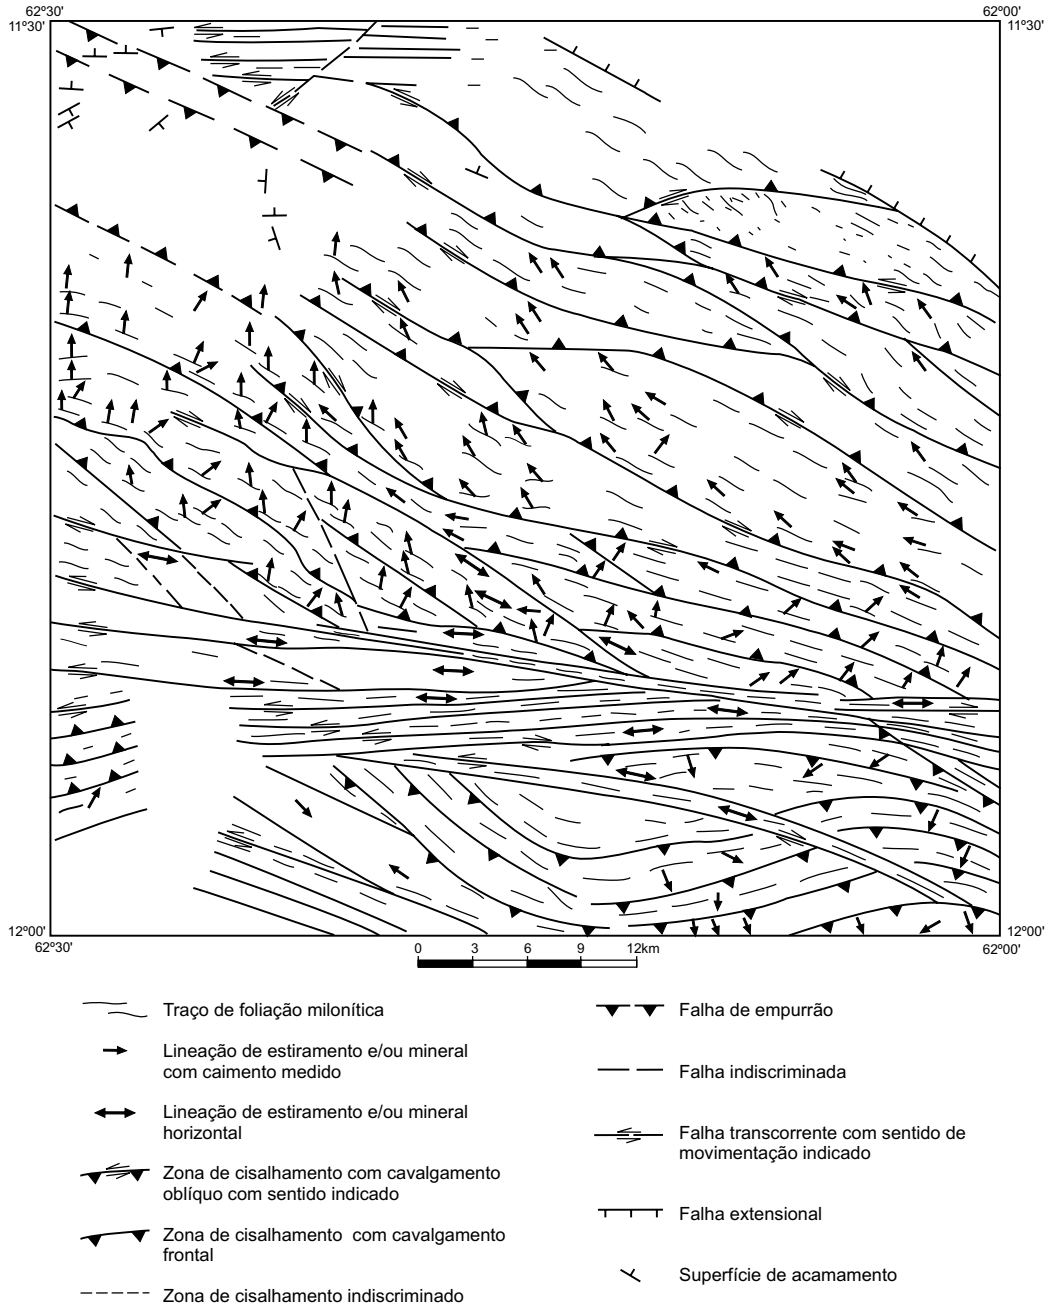 62º30'
62º00'
11º30'
11º30'
12º00'
12º00'
62º30'
62º00'
0 3 6 9 12km
Traço de foliação milonítica
Lineação de estiramento e/ou mineral
com caimento medido
Lineação de estiramento e/ou mineral
horizontal
Zona de cisalhamento com cavalgamento
oblíquo com sentido indicado
Zona de cisalhamento com cavalgamento
frontal
Zona de cisalhamento indiscriminado
Falha de empurrão
Falha indiscriminada
Falha transcorrente com sentido de
movimentação indicado
Falha extensional
Superfície de acamamento